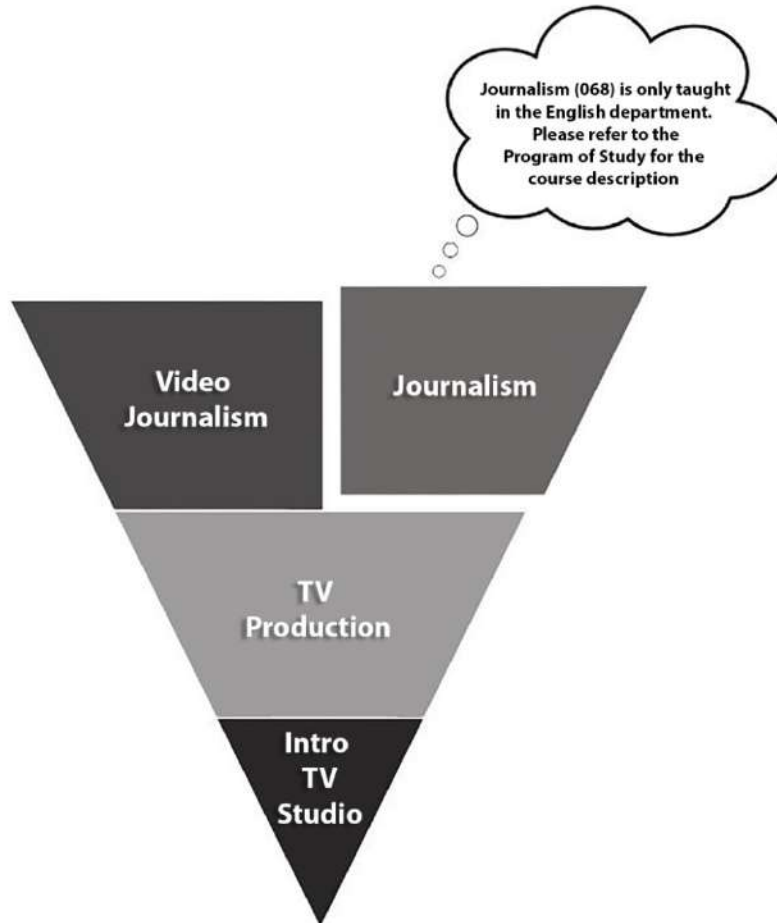 Journalism (068) is only taught
in the English department.
Please refer to the
Program of Study for the
course description
Video
Journalism
Journalism
TV
Production
Intro
TV
Studio